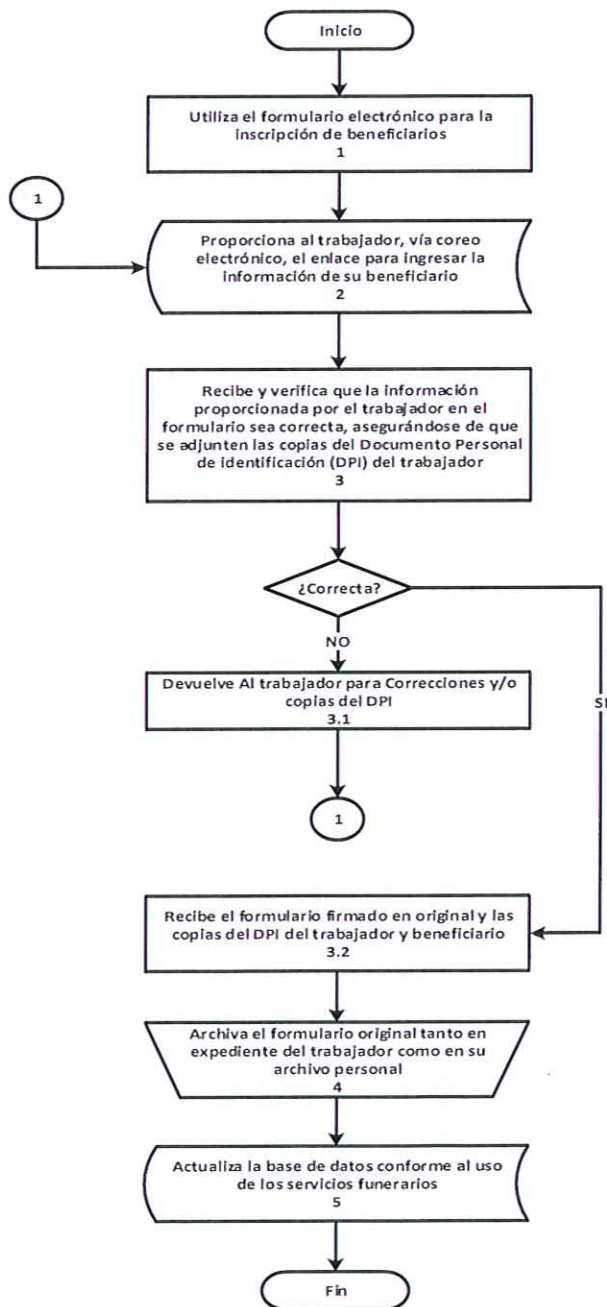 Inicio
Utiliza el formulario electrónico para la
inscripción de beneficiarios
1
1
Proporciona al trabajador, vía coreo
electrónico, el enlace para ingresar la
información de su beneficiario
2
Recibe y verifica que la información
proporcionada por el trabajador en el
formulario sea correcta, asegurándose de que
se adjunten las copias del Documento Personal
de identificación (DPI) del trabajador
3
¿Correcta?
NO
Devuelve Al trabajador para Correcciones y/o
copias del DPI
3.1
SI
1
Recibe el formulario firmado en original y las
copias del DPI del trabajador y beneficiario
3.2
Archiva el formulario original tanto en
expediente del trabajador como en su
archivo personal
4
Actualiza la base de datos conforme al uso
de los servicios funerarios
5
Fin